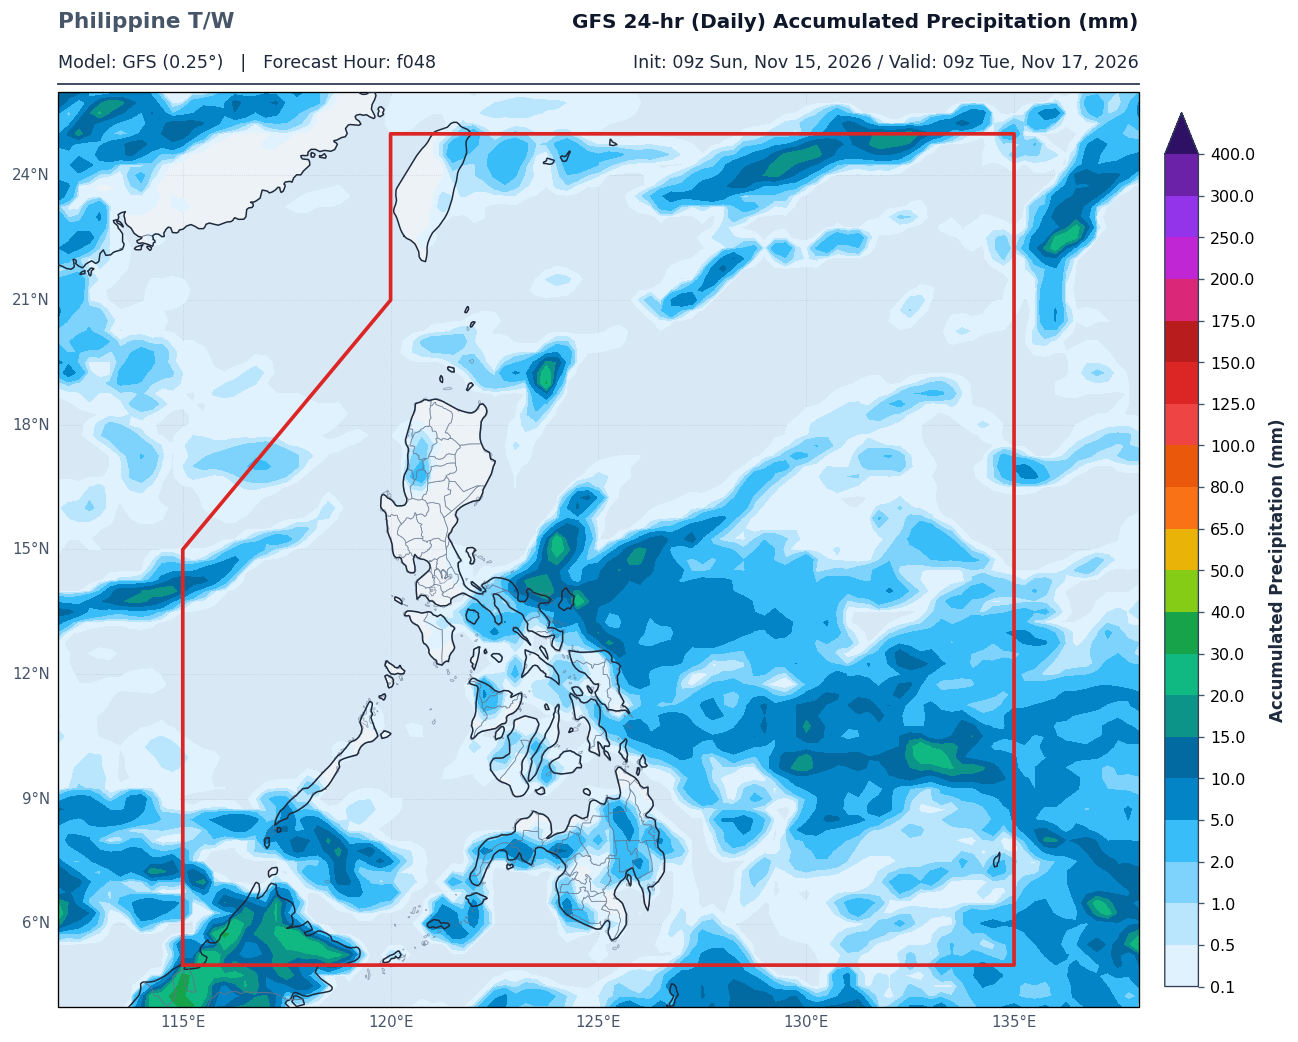 Philippine T/W
GFS 24-hr (Daily) Accumulated Precipitation (mm)
Model: GFS (0.25°) | Forecast Hour: f048
Init: 09z Sun, Nov 15, 2026 / Valid: 09z Tue, Nov 17, 2026
24°N
21°N
18°N
15°N
12°N
9°N
6°N
115°E
120°E
125°E
130°E
135°E
400.0
300.0
250.0
200.0
175.0
150.0
125.0
100.0
80.0
65.0
50.0
40.0
30.0
20.0
15.0
10.0
5.0
2.0
1.0
0.5
0.1
Accumulated Precipitation (mm)